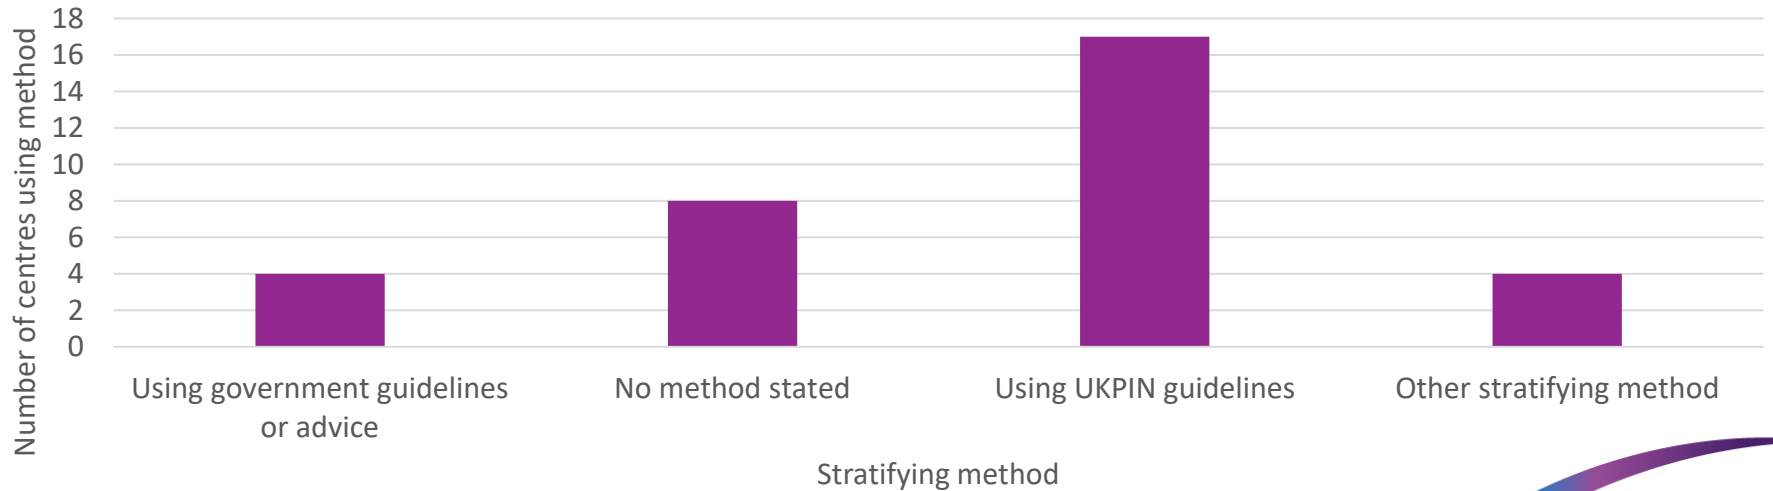 Number of centres using method
18
16
14
12
10
8
6
4
2
0
Using government guidelines
or advice
No method stated
Using UKPIN guidelines
Other stratifying method
Stratifying method